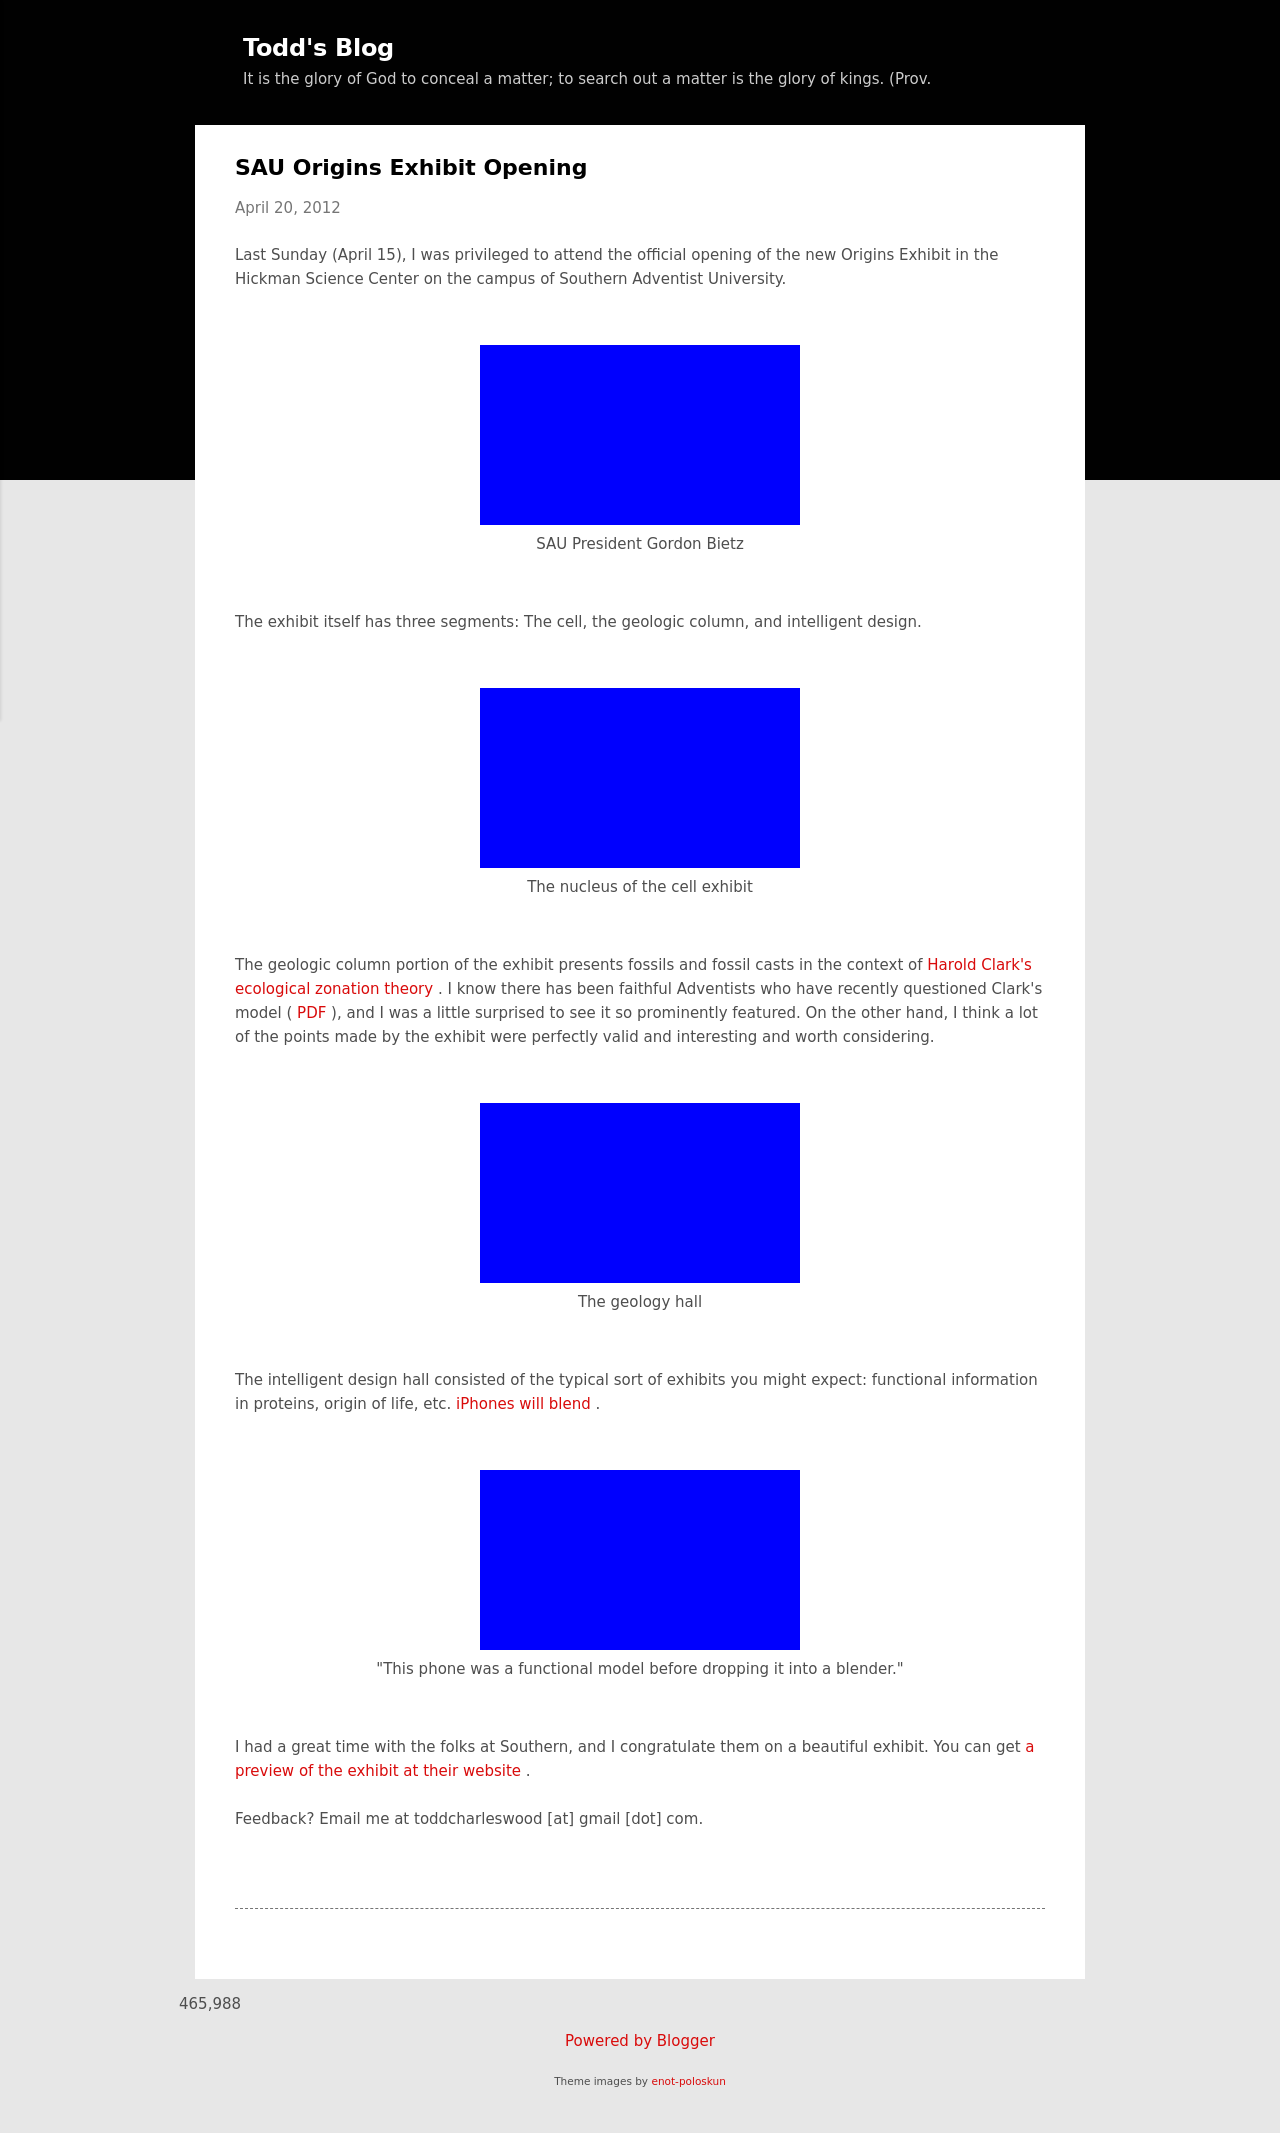 Todd's Blog
It is the glory of God to conceal a matter; to search out a matter is the glory of kings. (Prov.
SAU Origins Exhibit Opening
April 20, 2012
Last Sunday (April 15), I was privileged to attend the official opening of the new Origins Exhibit in the
Hickman Science Center on the campus of Southern Adventist University.
SAU President Gordon Bietz
The exhibit itself has three segments: The cell, the geologic column, and intelligent design.
The nucleus of the cell exhibit
The geologic column portion of the exhibit presents fossils and fossil casts in the context of Harold Clark's
ecological zonation theory . I know there has been faithful Adventists who have recently questioned Clark's
model ( PDF ), and I was a little surprised to see it so prominently featured. On the other hand, I think a lot
of the points made by the exhibit were perfectly valid and interesting and worth considering.
The geology hall
The intelligent design hall consisted of the typical sort of exhibits you might expect: functional information
in proteins, origin of life, etc. iPhones will blend .
"This phone was a functional model before dropping it into a blender."
I had a great time with the folks at Southern, and I congratulate them on a beautiful exhibit. You can get a
preview of the exhibit at their website .
Feedback? Email me at toddcharleswood [at] gmail [dot] com.
465,988
Powered by Blogger
Theme images by enot-poloskun